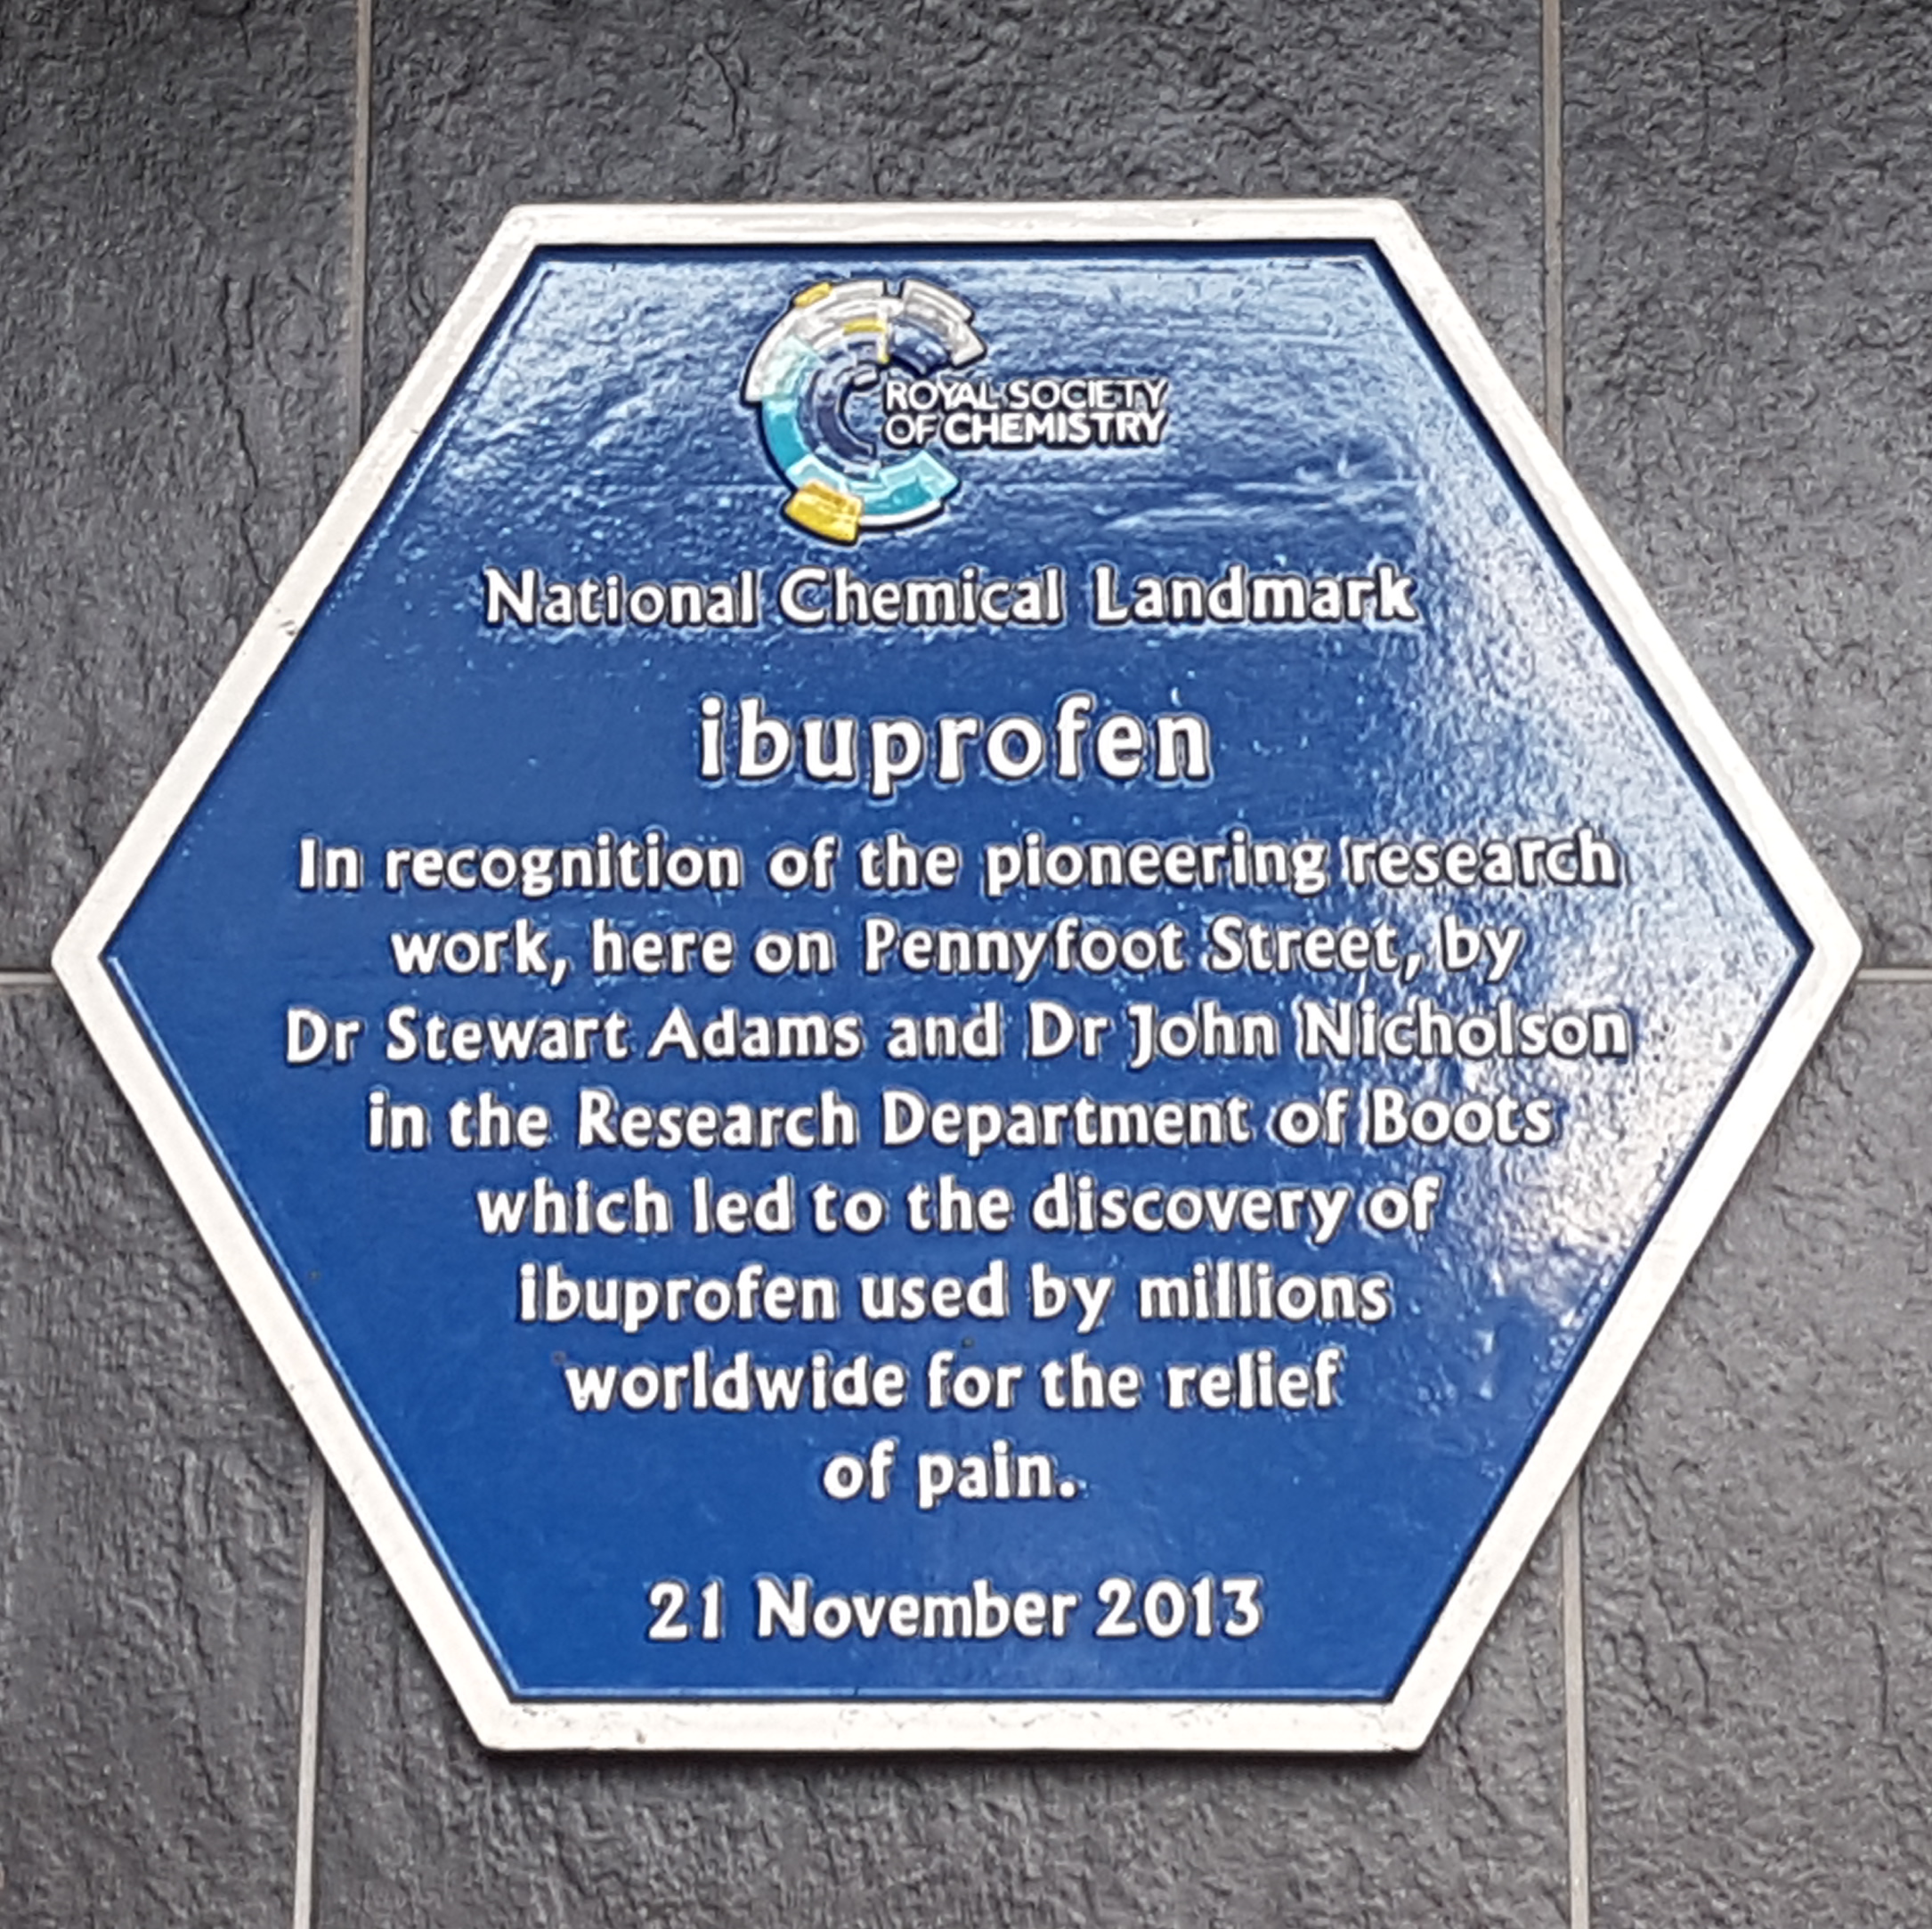 ROYAL SOCIETY
OF CHEMISTRY
National Chemical Landmark
ibuprofen
In recognition of the pioneering research
work, here on Pennyfoot Street, by
Dr Stewart Adams and Dr John Nicholson
in the Research Department of Boots
which led to the discovery of
ibuprofen used by millions
worldwide for the relief
of pain.
21 November 2013